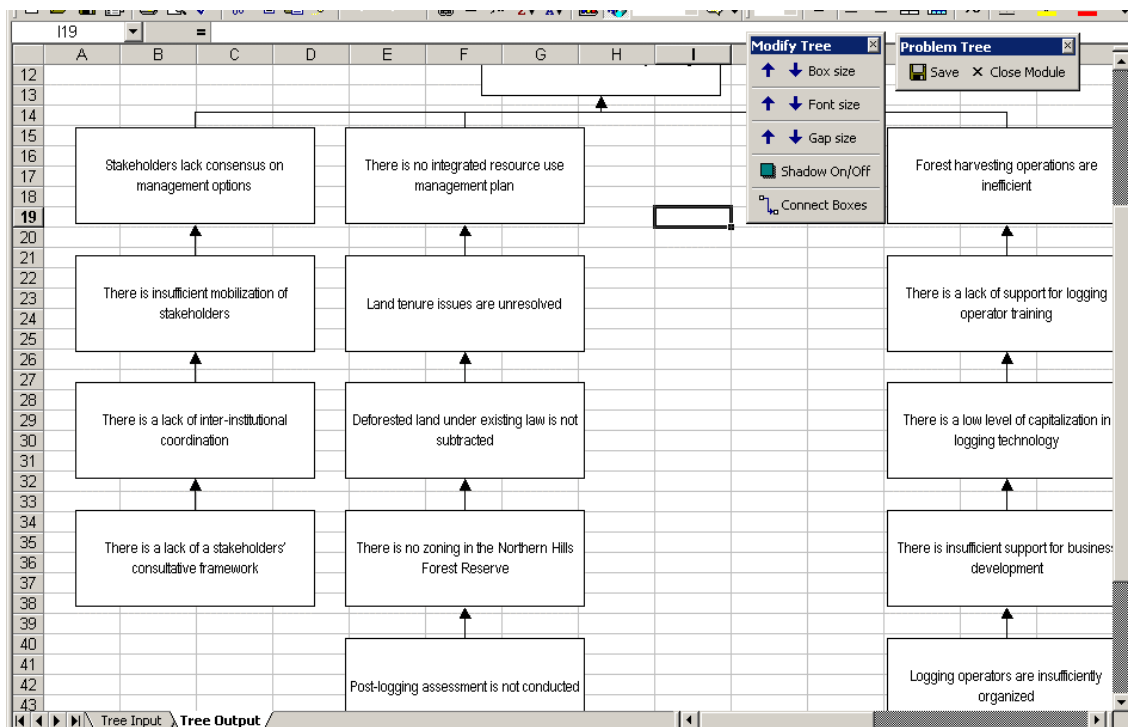 I19
=
A B C D E F G H I
Modify Tree
Problem Tree
Box size
Save
Close Module
Font size
Gap size
Shadow On/Off
Connect Boxes
12
13
14
15
16
17
18
19
20
21
22
23
24
25
26
27
28
29
30
31
32
33
34
35
36
37
38
39
40
41
42
43
Stakeholders lack consensus on
management options
There is no integrated resource use
management plan
Forest harvesting operations are
inefficient
There is insufficient mobilization of
stakeholders
Land tenure issues are unresolved
There is a lack of support for logging
operator training
There is a lack of inter-institutional
coordination
Deforested land under existing law is not
subtracted
There is a low level of capitalization in
logging technology
There is a lack of a stakeholders'
consultative framework
There is no zoning in the Northern Hills
Forest Reserve
There is insufficient support for busines
development
Post-logging assessment is not conducted
Logging operators are insufficiently
organized
Tree Input
Tree Output